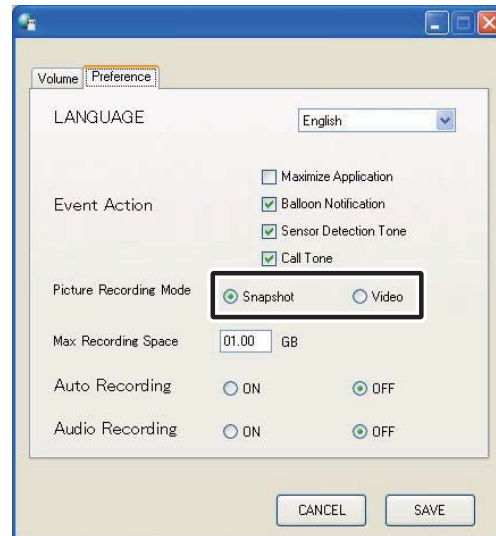 Volume Preference
LANGUAGE English
Maximize Application
Event Action Balloon Notification
Sensor Detection Tone
Call Tone
Picture Recording Mode Snapshot Video
Max Recording Space 01.00 GB
Auto Recording ON OFF
Audio Recording ON OFF
CANCEL SAVE